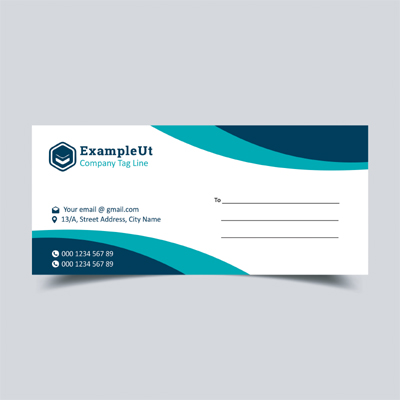 ExampleUt
Company Tag Line
Your email @ gmail.com
13/A, Street Address, City Name
To
000 1234 567 89
000 1234 567 89